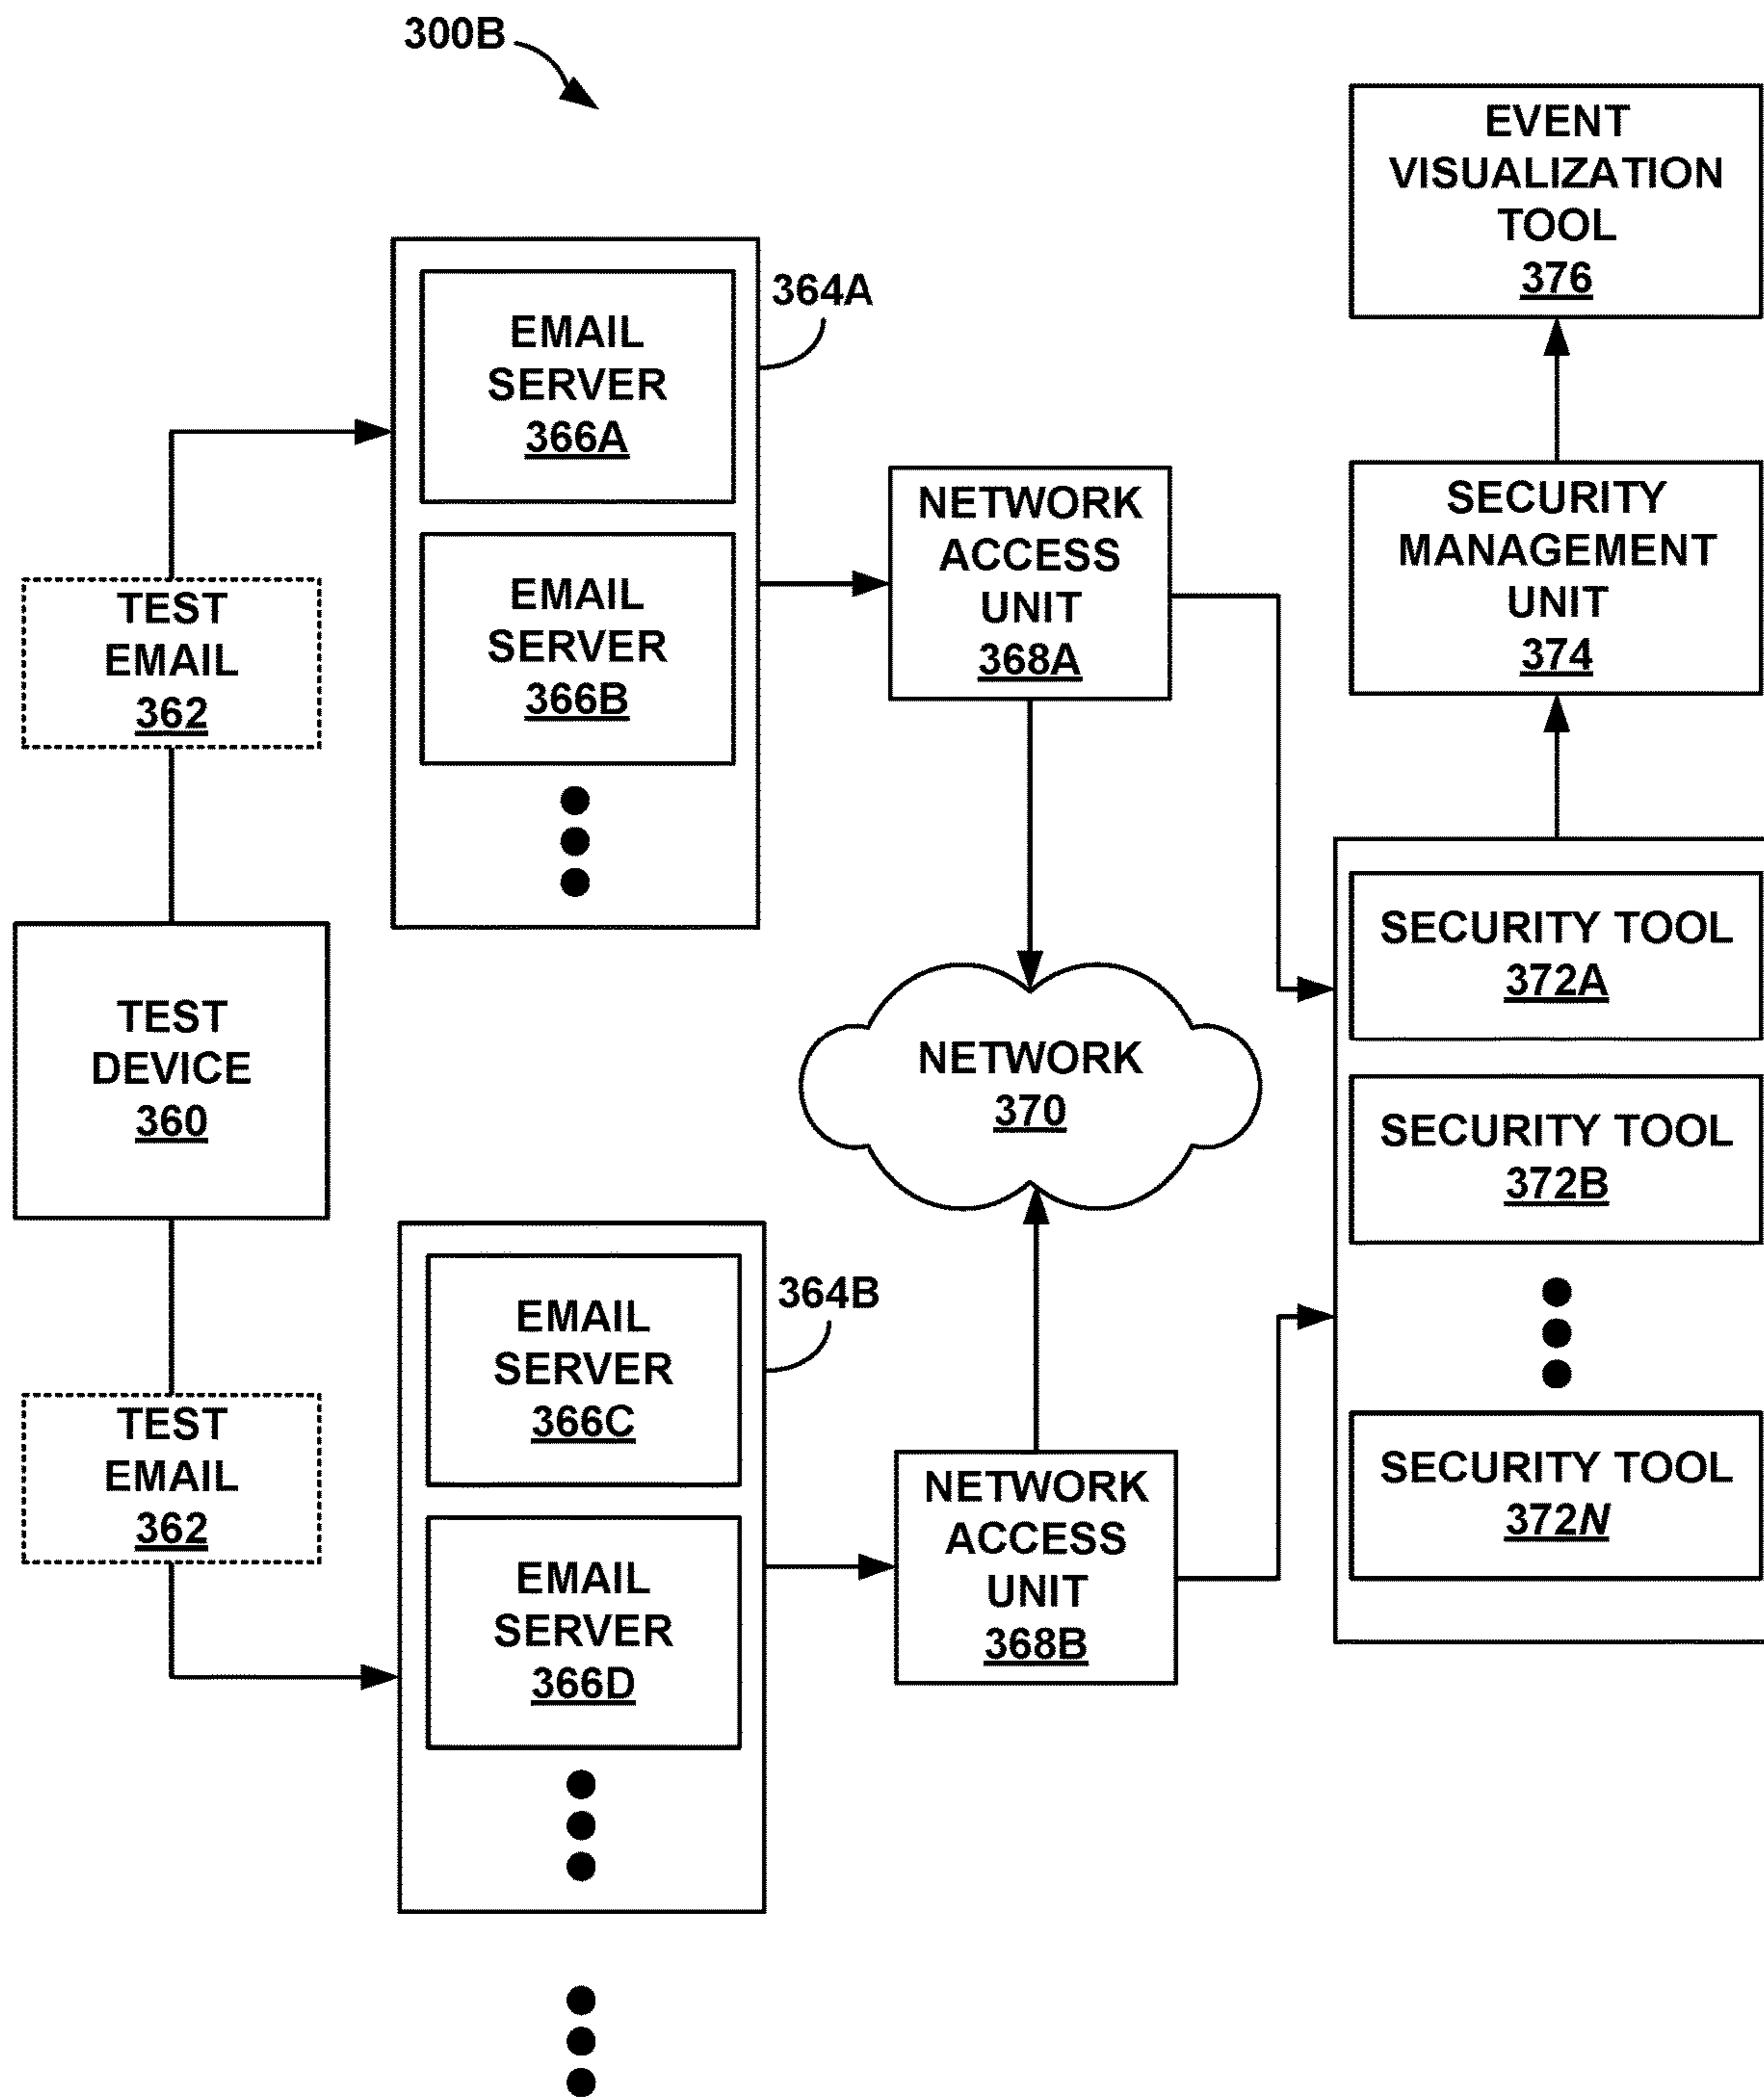 300B
EVENT
VISUALIZATION
TOOL
376
364A
EMAIL
SERVER
366A
EMAIL
SERVER
366B
NETWORK
ACCESS
UNIT
368A
SECURITY
MANAGEMENT
UNIT
374
TEST
EMAIL
362
TEST
DEVICE
360
NETWORK
370
SECURITY TOOL
372A
SECURITY TOOL
372B
SECURITY TOOL
372N
364B
EMAIL
SERVER
366C
EMAIL
SERVER
366D
TEST
EMAIL
362
NETWORK
ACCESS
UNIT
368B